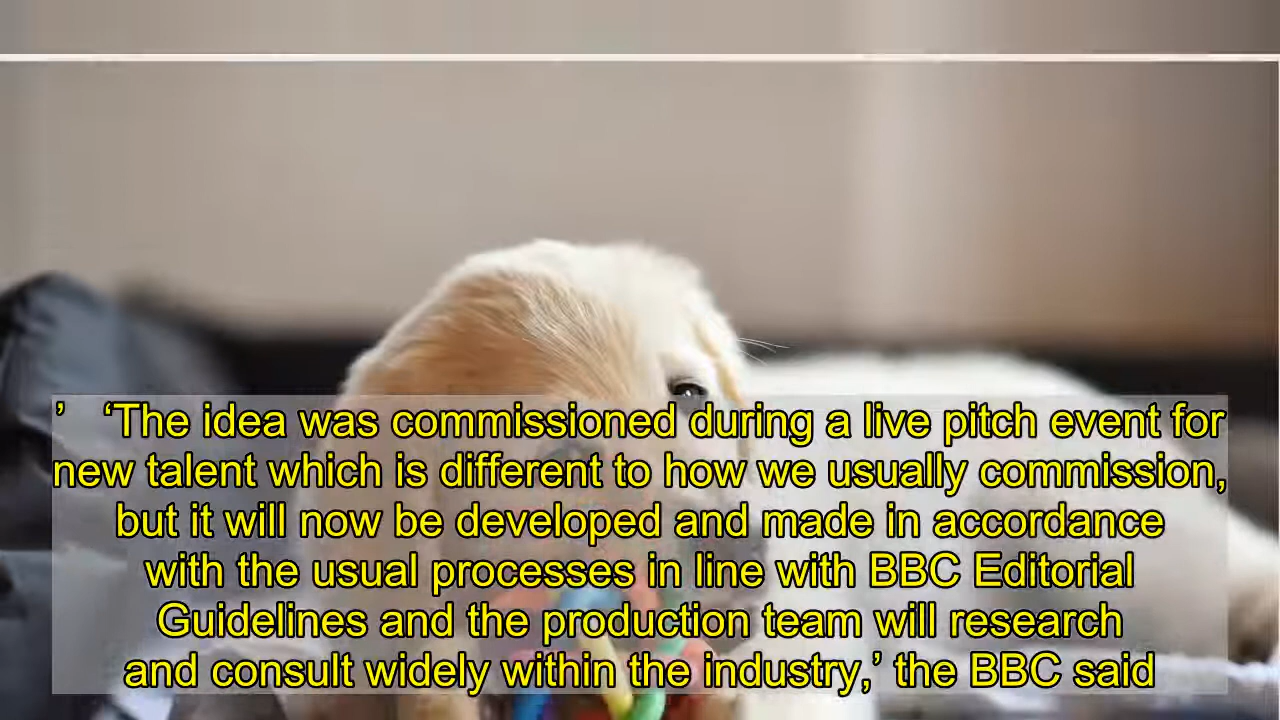 ’ ‘The idea was commissioned during a live pitch event for
new talent which is different to how we usually commission,
but it will now be developed and made in accordance
with the usual processes in line with BBC Editorial
Guidelines and the production team will research
and consult widely within the industry,’ the BBC said